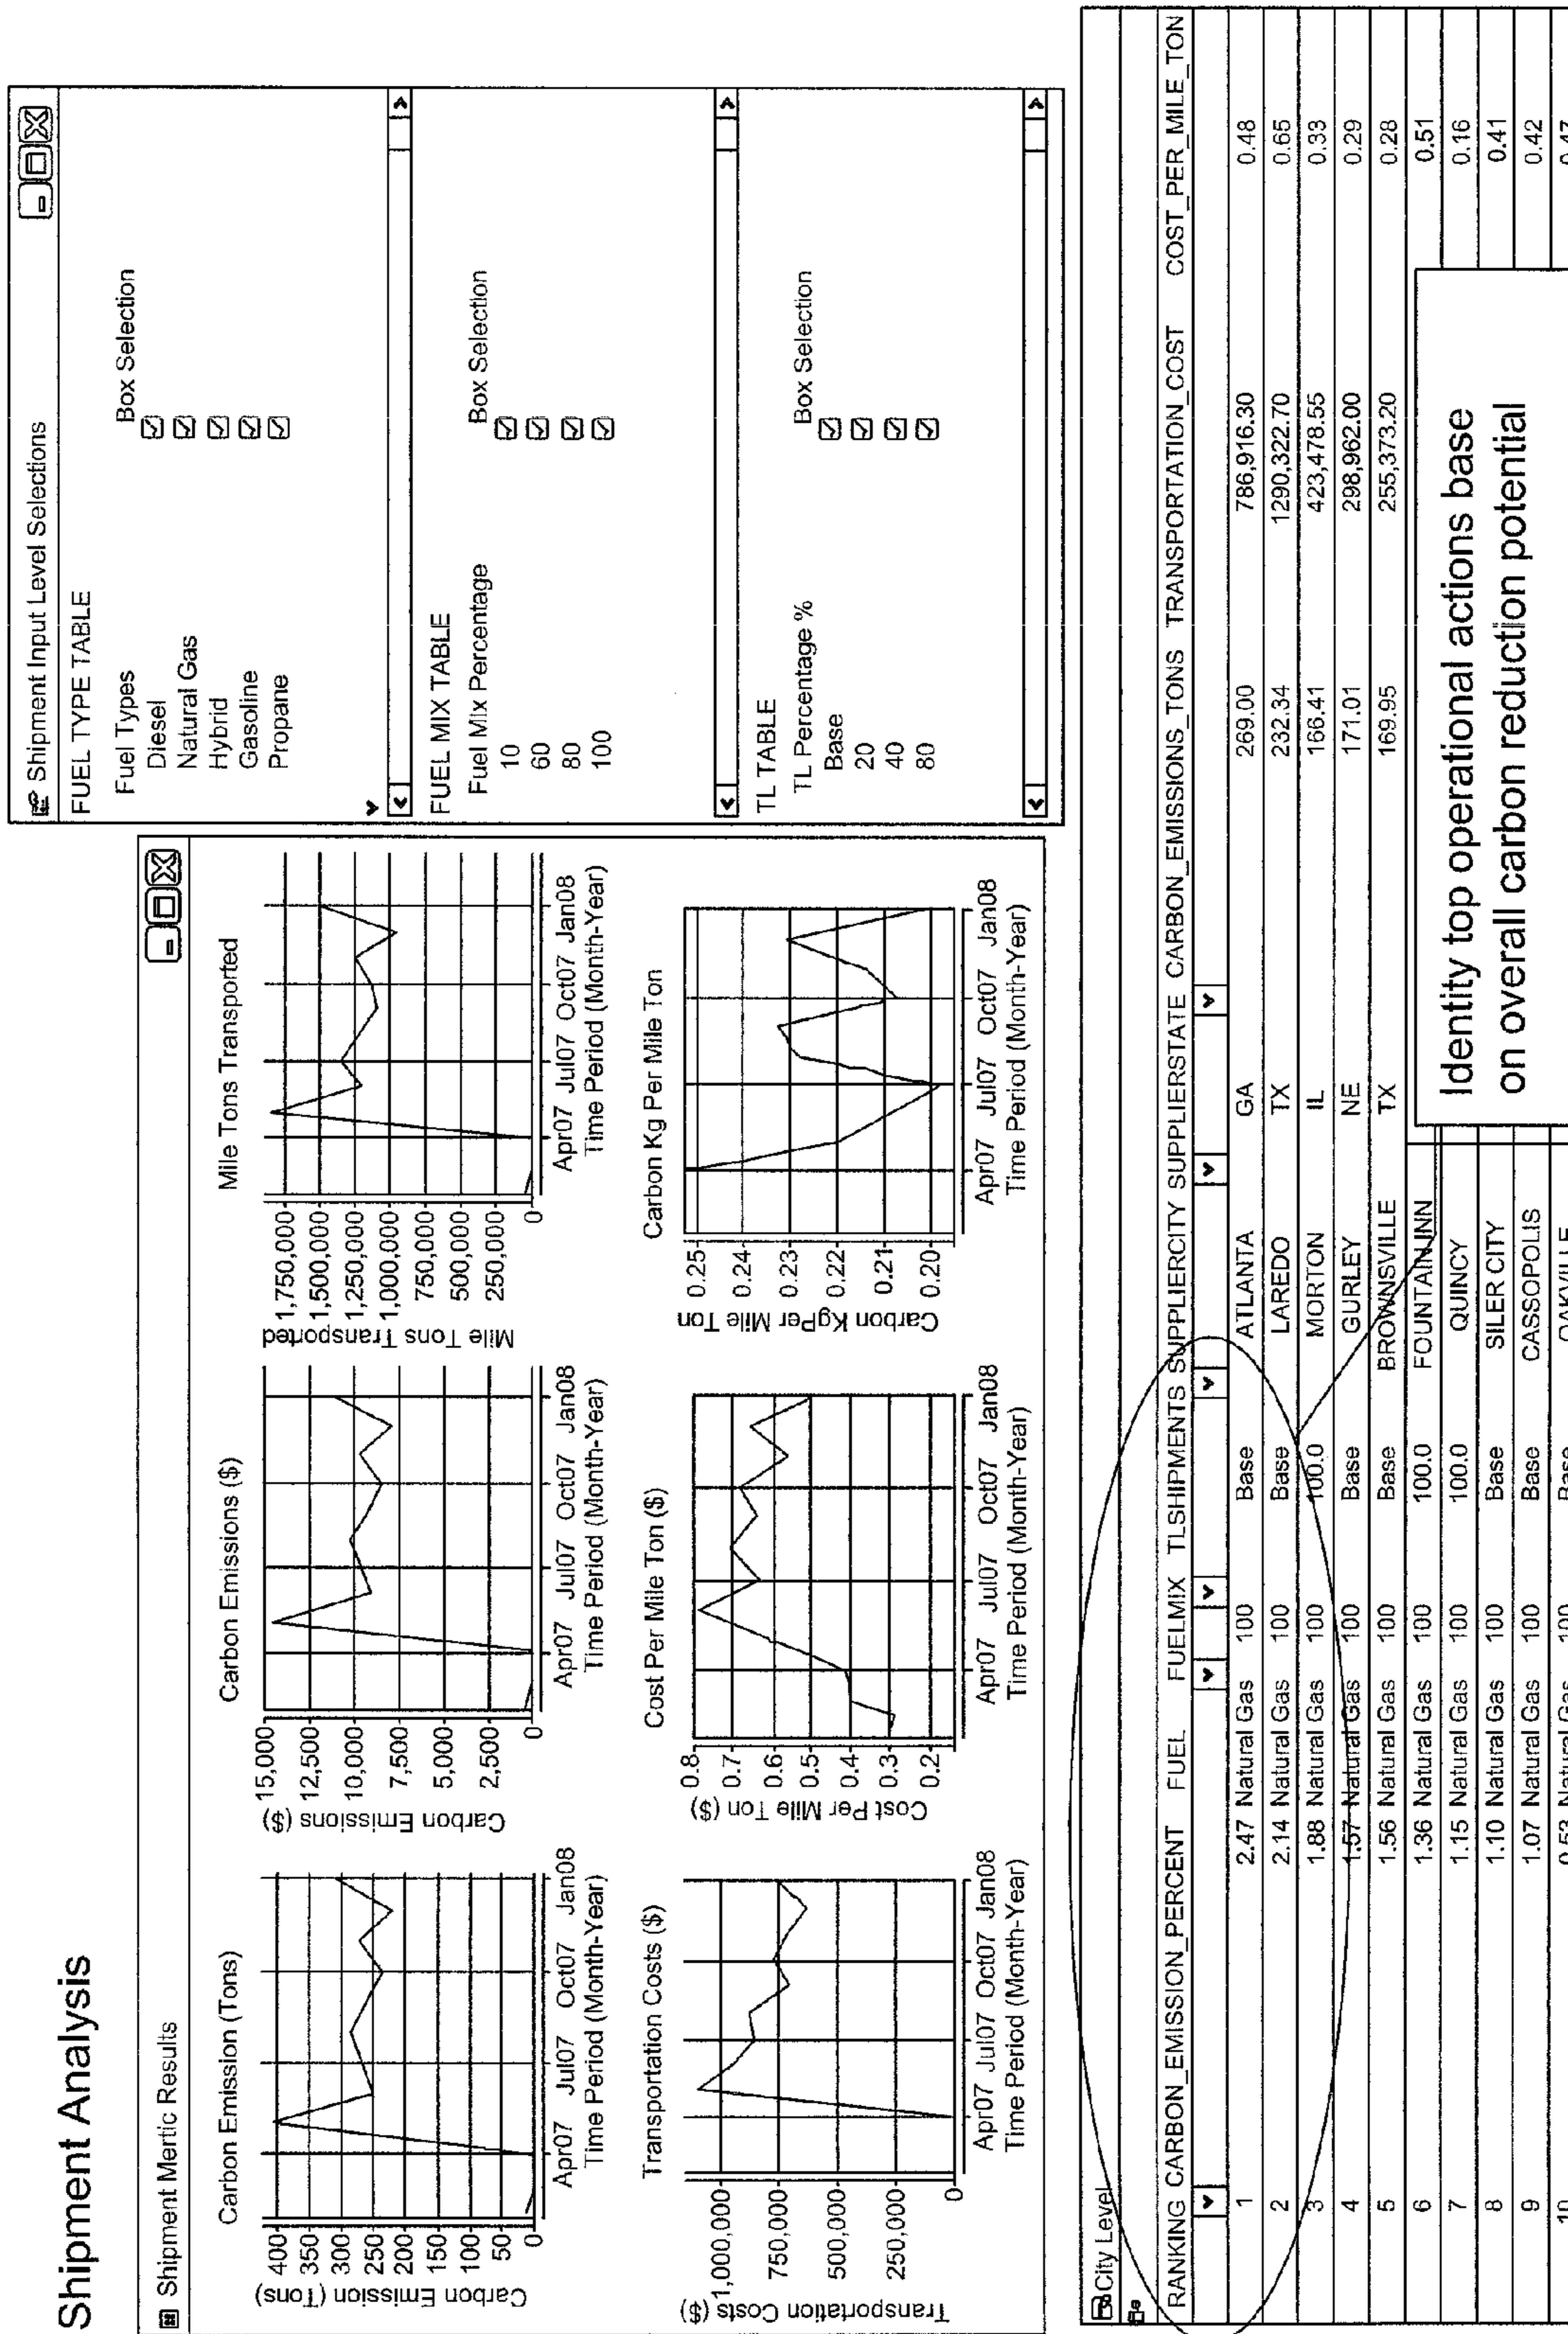 Shipment Analysis
Shipment Mertic Results
Carbon Emission (Tons)
Carbon Emission (Tons)
400
350
300
250
200
150
100
50
0
Apr07 Jul07 Oct07 Jan08
Time Period (Month-Year)
Carbon Emissions ($)
Carbon Emissions ($)
15,000
12,500
10,000
7,500
5,000
2,500
0
Apr07 Jul07 Oct07 Jan08
Time Period (Month-Year)
Mile Tons Transported
Mile Tons Transported
1,750,000
1,500,000
1,250,000
1,000,000
750,000
500,000
250,000
0
Apr07 Jul07 Oct07 Jan08
Time Period (Month-Year)
Transportation Costs ($)
Transportation Costs ($)
1,000,000
750,000
500,000
250,000
0
Apr07 Jul07 Oct07 Jan08
Time Period (Month-Year)
Cost Per Mile Ton ($)
Cost Per Mile Ton ($)
0.8
0.7
0.6
0.5
0.4
0.3
0.2
Apr07 Jul07 Oct07 Jan08
Time Period (Month-Year)
Carbon Kg Per Mile Ton
Carbon KgPer Mile Ton
0.25
0.24
0.23
0.22
0.21
0.20
Apr07 Jul07 Oct07 Jan08
Time Period (Month-Year)
Shipment Input Level Selections
FUEL TYPE TABLE
Fuel Types Box Selection
Diesel
Natural Gas
Hybrid
Gasoline
Propane
FUEL MIX TABLE
Fuel Mix Percentage Box Selection
10
60
80
100
TL TABLE
TL Percentage % Box Selection
Base
20
40
80
City Level
RANKING CARBON_EMISSION_PERCENT FUEL FUELMIX TLSHIPMENTS SUPPLIERCITY SUPPLIERSTATE CARBON_EMISSIONS_TONS TRANSPORTATION_COST COST_PER_MILE_TON
1 2.47 Natural Gas 100 Base ATLANTA GA 269.00 786,916.30 0.48
2 2.14 Natural Gas 100 Base LAREDO TX 232.34 1290,322.70 0.65
3 1.88 Natural Gas 100 100.0 MORTON IL 166.41 423,478.55 0.33
4 1.57 Natural Gas 100 Base GURLEY NE 171.01 298,962.00 0.29
5 1.56 Natural Gas 100 Base BROWNSVILLE TX 169.95 255,373.20 0.28
6 1.36 Natural Gas 100 100.0 FOUNTAIN INN 0.51
7 1.15 Natural Gas 100 100.0 QUINCY 0.16
8 1.10 Natural Gas 100 Base SILER CITY 0.41
9 1.07 Natural Gas 100 Base CASSOPOLIS 0.42
10 0.53 Natural Gas 100 Base OAKVILLE 0.47
Identity top operational actions base
on overall carbon reduction potential